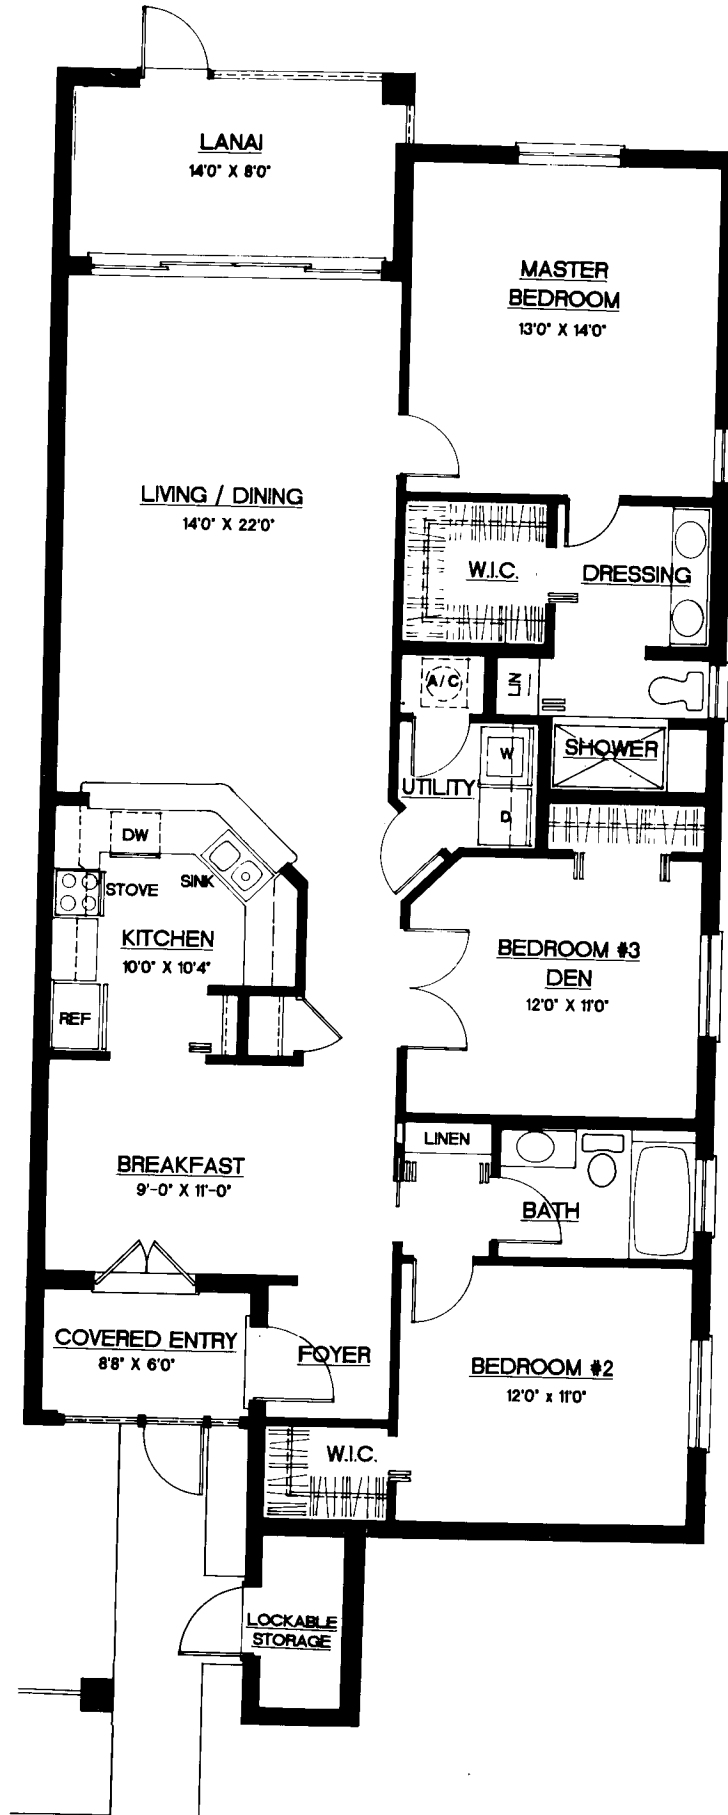 LANAI
14'0" X 8'0"
MASTER
BEDROOM
13'0" X 14'0"
LIVING / DINING
14'0" X 22'0"
W.I.C.
DRESSING
A/C
LIN
SHOWER
W
UTILITY
D
DW
SINK
STOVE
KITCHEN
10'0" X 10'4"
REF
BEDROOM #3
DEN
12'0" X 11'0"
LINEN
BREAKFAST
9'-0" X 11'-0"
BATH
COVERED ENTRY
8'8" X 6'0"
FOYER
BEDROOM #2
12'0" x 11'0"
W.I.C.
LOCKABLE
STORAGE